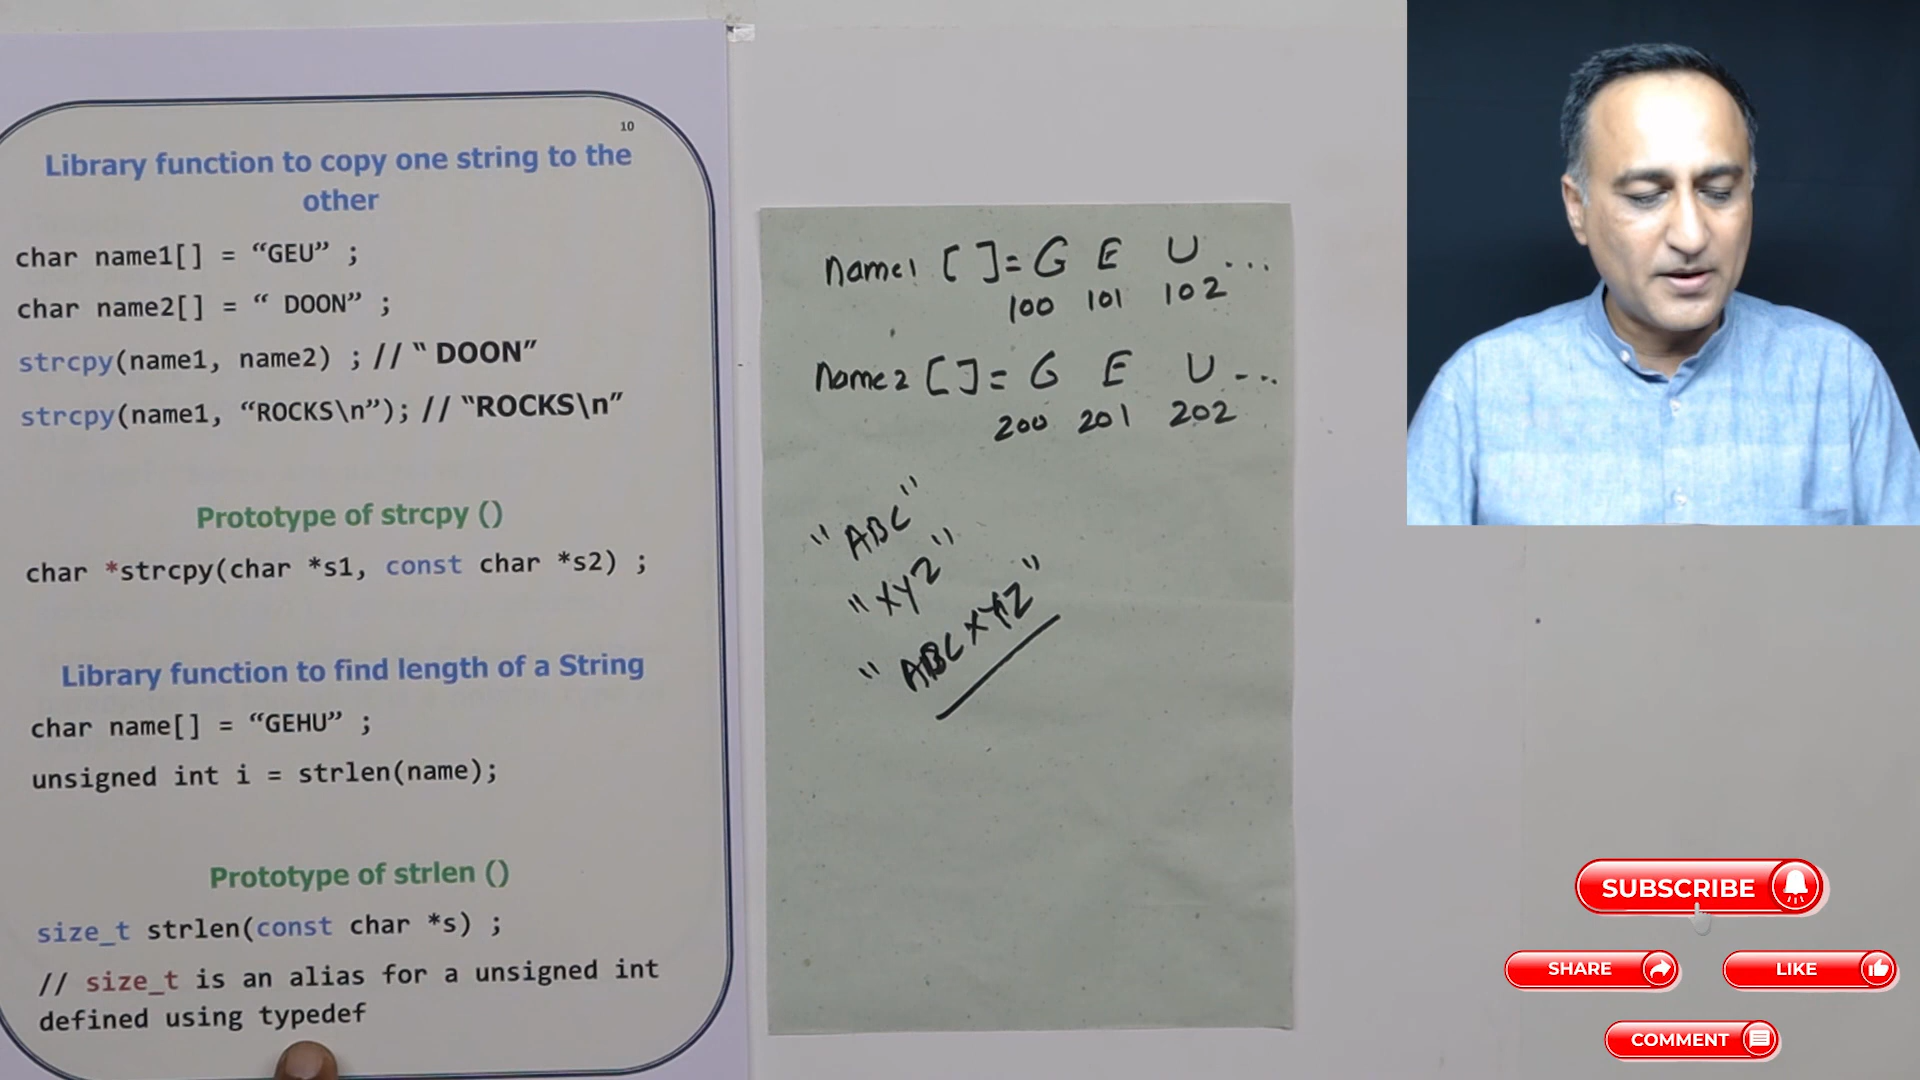 10
Library function to copy one string to the
other
char name1[] = “GEU” ;
char name2[] = “ DOON” ;
strcpy(name1, name2) ; // “ DOON”
strcpy(name1, “ROCKS\n”); // “ROCKS\n”
Prototype of strcpy ()
char *strcpy(char *s1, const char *s2) ;
Library function to find length of a String
char name[] = “GEHU” ;
unsigned int i = strlen(name);
Prototype of strlen ()
size_t strlen(const char *s) ;
// size_t is an alias for a unsigned int
defined using typedef
name1 [ ]= G E U ...
100 101 102
Name2 [ ]= G E U ...
200 201 202
"ABC"
"XYZ"
"ABCXYZ"
SUBSCRIBE
SHARE
LIKE
COMMENT